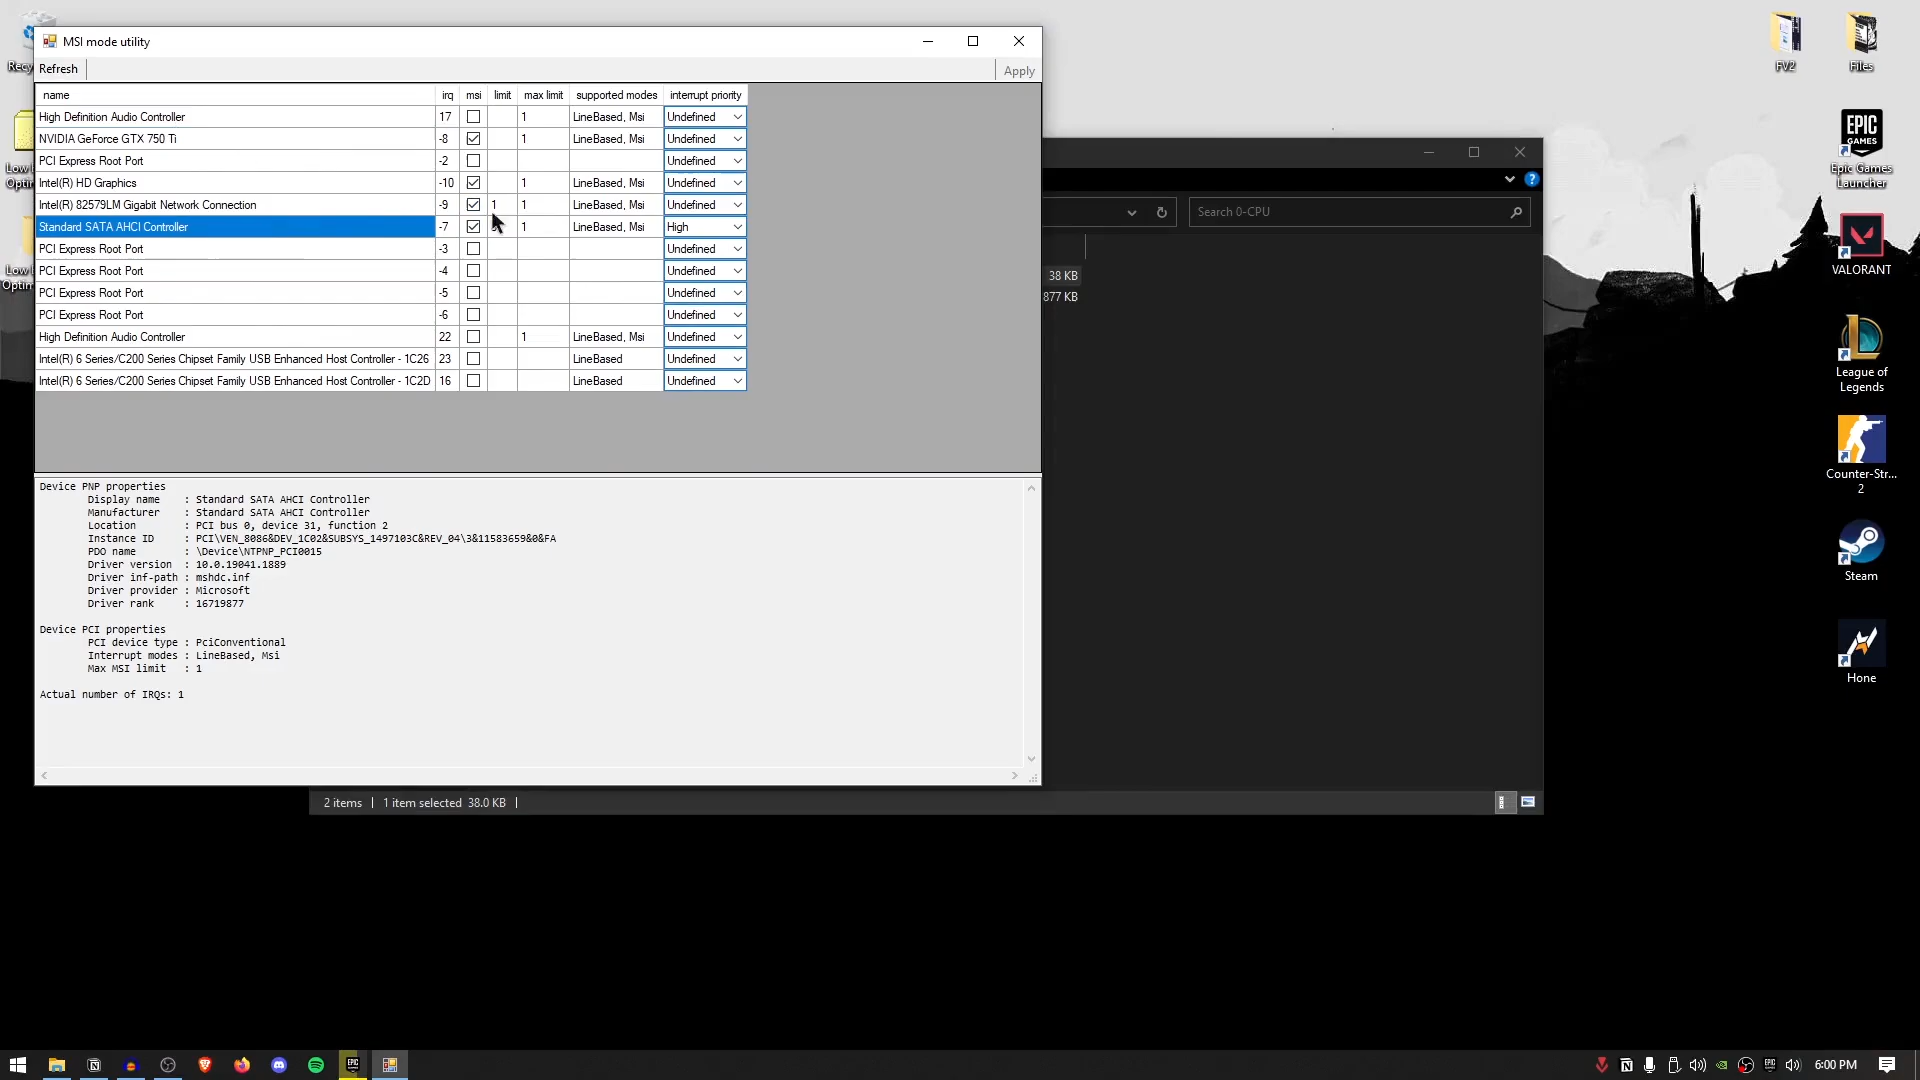 MSI mode utility
Refresh
Apply
name irq msi limit max limit supported modes interrupt priority
High Definition Audio Controller 17 1 LineBased, Msi Undefined
NVIDIA GeForce GTX 750 Ti -8 1 LineBased, Msi Undefined
PCI Express Root Port -2 Undefined
Intel(R) HD Graphics -10 1 LineBased, Msi Undefined
Intel(R) 82579LM Gigabit Network Connection -9 1 1 LineBased, Msi Undefined
Standard SATA AHCI Controller -7 1 LineBased, Msi High
PCI Express Root Port -3 Undefined
PCI Express Root Port -4 Undefined
PCI Express Root Port -5 Undefined
PCI Express Root Port -6 Undefined
High Definition Audio Controller 22 1 LineBased, Msi Undefined
Intel(R) 6 Series/C200 Series Chipset Family USB Enhanced Host Controller - 1C26 23 LineBased Undefined
Intel(R) 6 Series/C200 Series Chipset Family USB Enhanced Host Controller - 1C2D 16 LineBased Undefined
Device PNP properties
Display name : Standard SATA AHCI Controller
Manufacturer : Standard SATA AHCI Controller
Location : PCI bus 0, device 31, function 2
Instance ID : PCI\VEN_8086&DEV_1C02&SUBSYS_1497103C&REV_04\3&11583659&0&FA
PDO name : \Device\NTPNP_PCI0015
Driver version : 10.0.19041.1889
Driver inf-path : mshdc.inf
Driver provider : Microsoft
Driver rank : 16719877
Device PCI properties
PCI device type : PciConventional
Interrupt modes : LineBased, Msi
Max MSI limit : 1
Actual number of IRQs: 1
Search 0-CPU
38 KB
877 KB
2 items
1 item selected 38.0 KB
FV2
Files
EPIC
GAMES
Epic Games
Launcher
VALORANT
League of
Legends
Counter-Str...
2
Steam
Hone
6:00 PM